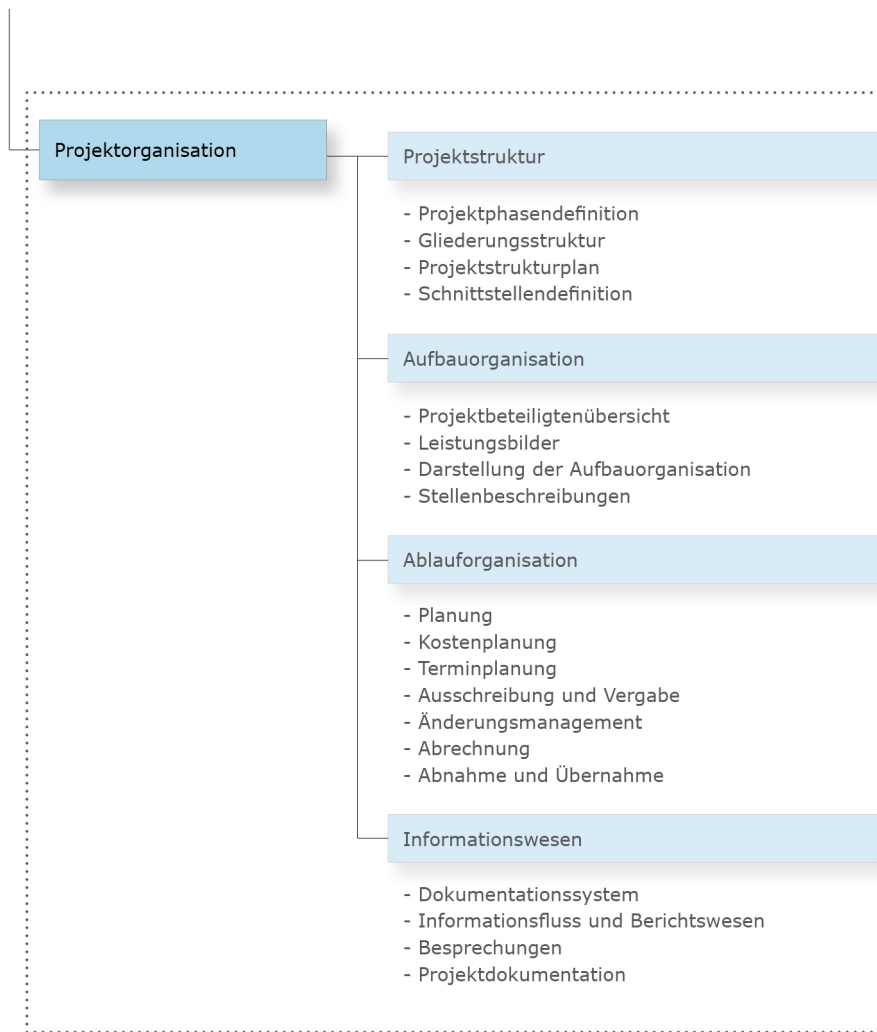 Projektorganisation
Projektstruktur
- Projektphasendefinition
- Gliederungsstruktur
- Projektstrukturplan
- Schnittstellendefinition
Aufbauorganisation
- Projektbeteiligtenübersicht
- Leistungsbilder
- Darstellung der Aufbauorganisation
- Stellenbeschreibungen
Ablauforganisation
- Planung
- Kostenplanung
- Terminplanung
- Ausschreibung und Vergabe
- Änderungsmanagement
- Abrechnung
- Abnahme und Übernahme
Informationswesen
- Dokumentationssystem
- Informationsfluss und Berichtswesen
- Besprechungen
- Projektdokumentation